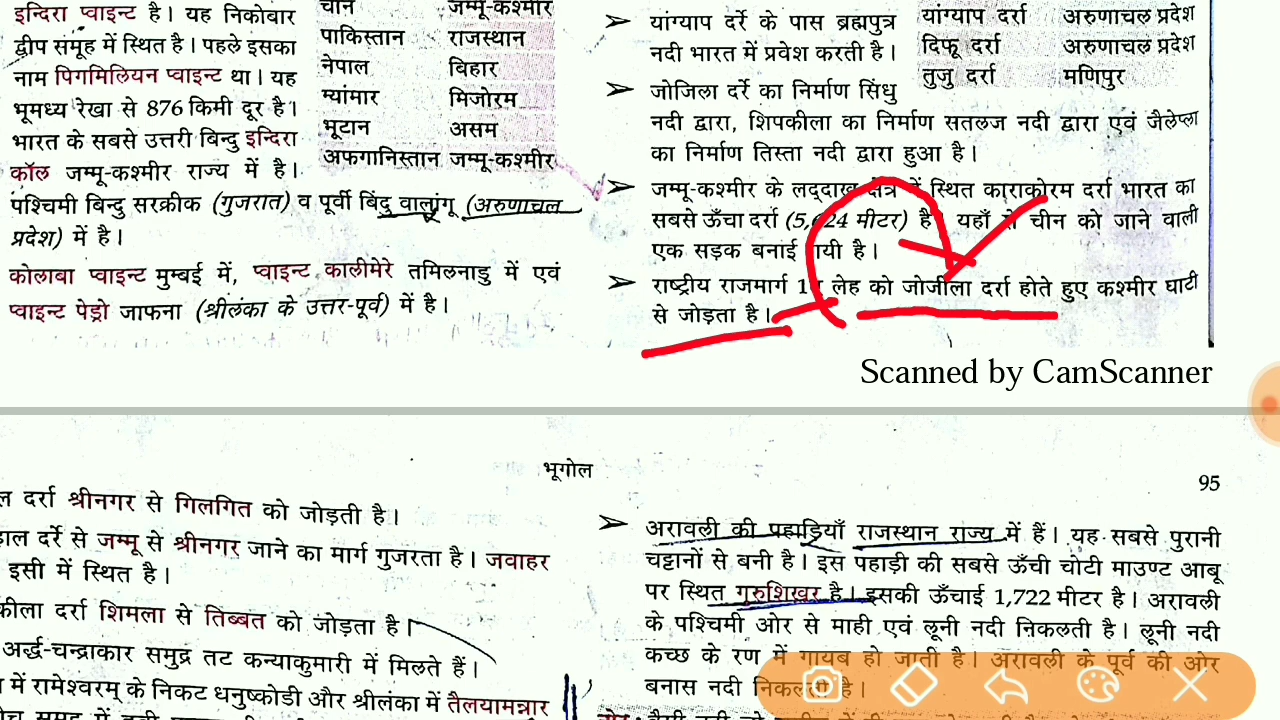 इन्दिरा प्वाइन्ट है। यह निकोबार
द्वीप समूह में स्थित है। पहले इसका
नाम पिगमिलियन प्वाइन्ट था। यह
भूमध्य रेखा से 876 किमी दूर है।
भारत के सबसे उत्तरी बिन्दु इन्दिरा
कॉल जम्मू-कश्मीर राज्य में है।
पश्चिमी बिन्दु सरक्रीक (गुजरात) व पूर्वी बिंदु वालांगू (अरुणाचल
प्रदेश) में है।
कोलाबा प्वाइन्ट मुम्बई में, प्वाइन्ट कालीमेरे तमिलनाडु में एवं
प्वाइन्ट पेड्रो जाफना (श्रीलंका के उत्तर-पूर्व) में है।
चीन जम्मू-कश्मीर
पाकिस्तान राजस्थान
नेपाल बिहार
म्यांमार मिजोरम
भूटान असम
अफगानिस्तान जम्मू-कश्मीर
➢ यांग्याप दर्रे के पास ब्रह्मपुत्र
नदी भारत में प्रवेश करती है।
➢ जोजिला दर्रे का निर्माण सिंधु
नदी द्वारा, शिपकीला का निर्माण सतलज नदी द्वारा एवं जैलेप्ला
का निर्माण तिस्ता नदी द्वारा हुआ है।
➢ जम्मू-कश्मीर के लद्दाख क्षेत्र में स्थित काराकोरम दर्रा भारत का
सबसे ऊँचा दर्रा (5,624 मीटर) है। यहाँ से चीन को जाने वाली
एक सड़क बनाई गयी है।
➢ राष्ट्रीय राजमार्ग लेह को जोजीला दर्रा होते हुए कश्मीर घाटी
से जोड़ता है।
यांग्याप दर्रा अरुणाचल प्रदेश
दिफू दर्रा अरुणाचल प्रदेश
तुजु दर्रा मणिपुर
Scanned by CamScanner
भूगोल
95
दर्रा श्रीनगर से गिलगित को जोड़ती है।
दर्रे से जम्मू से श्रीनगर जाने का मार्ग गुजरता है। जवाहर
इसी में स्थित है।
दर्रा शिमला से तिब्बत को जोड़ता है।
अर्द्ध-चन्द्राकार समुद्र तट कन्याकुमारी में मिलते हैं।
में रामेश्वरम् के निकट धनुष्कोडी और श्रीलंका में तैलयामन्नार
➢ अरावली की पहाड़ियाँ राजस्थान राज्य में हैं। यह सबसे पुरानी
चट्टानों से बनी है। इस पहाड़ी की सबसे ऊँची चोटी माउण्ट आबू
पर स्थित गुरुशिखर है। इसकी ऊँचाई 1,722 मीटर है। अरावली
के पश्चिमी ओर से माही एवं लूनी नदी निकलती है। लूनी नदी
कच्छ के रण में गायब हो जाती है। अरावली के पूर्व की ओर
बनास नदी निकलती है।